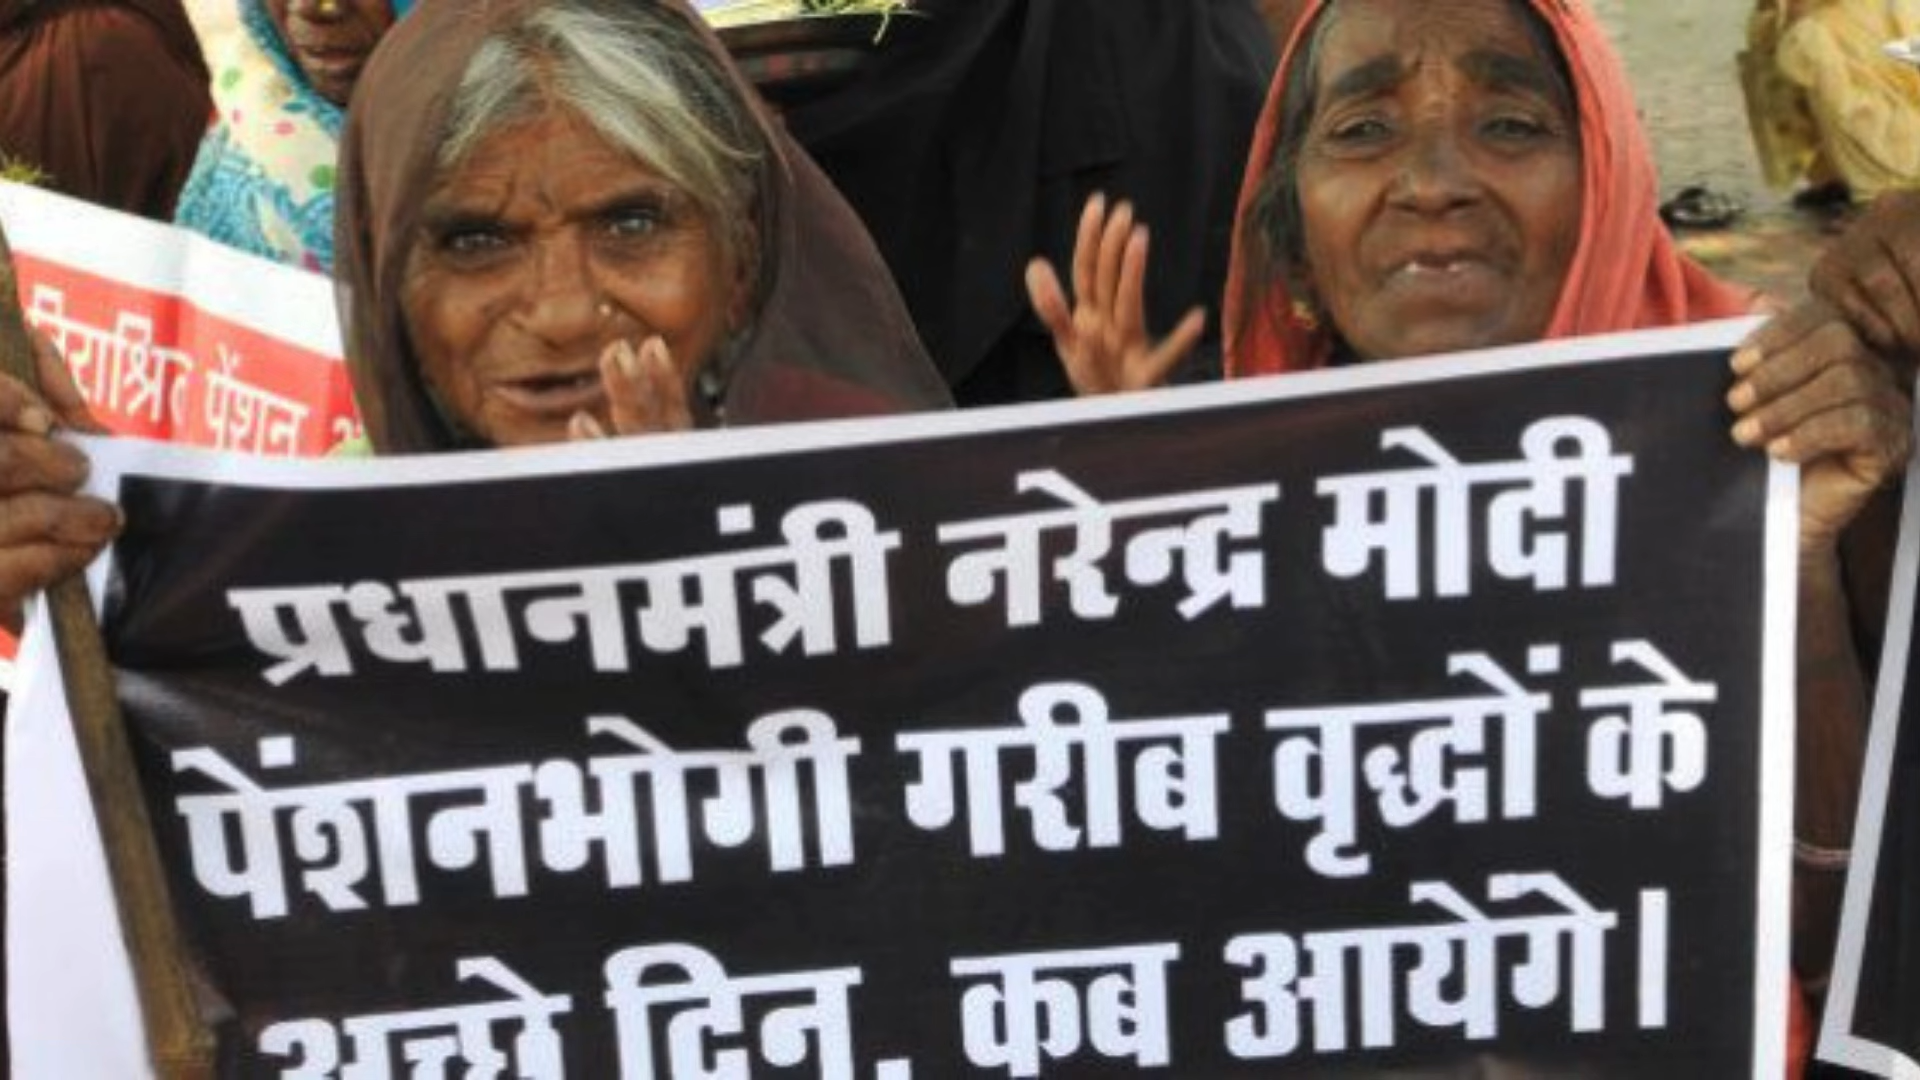 निराश्रित पेंशन
प्रधानमंत्री नरेन्द्र मोदी
पेंशनभोगी गरीब वृद्धों के
अच्छे दिन, कब आयेंगे।